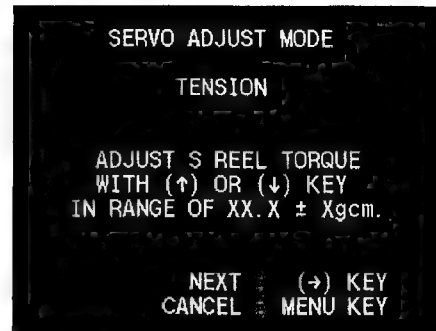 SERVO ADJUST MODE
TENSION
ADJUST S REEL TORQUE
WITH (↑) OR (↓) KEY
IN RANGE OF XX.X ± Xgcm.
NEXT (→) KEY
CANCEL MENU KEY